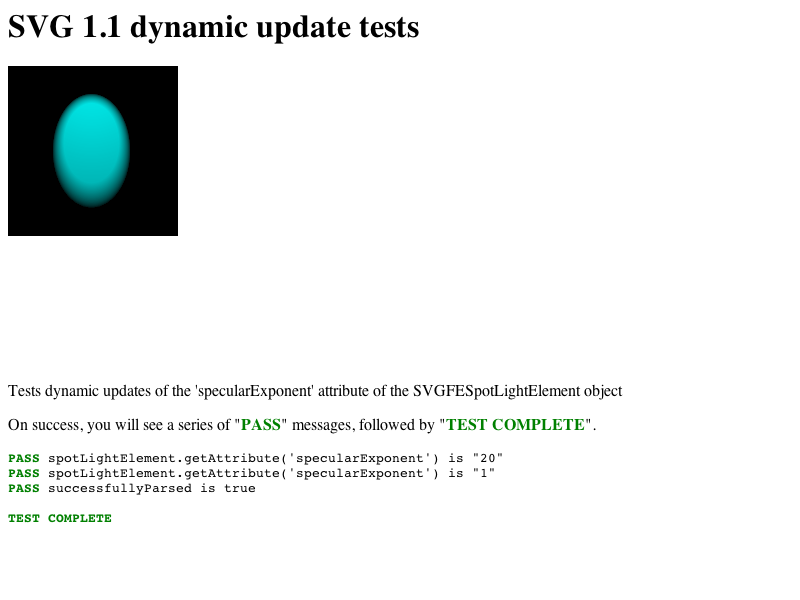 SVG 1.1 dynamic update tests
Tests dynamic updates of the 'specularExponent' attribute of the SVGFESpotLightElement object
On success, you will see a series of "PASS" messages, followed by "TEST COMPLETE".
PASS spotLightElement.getAttribute('specularExponent') is "20"
PASS spotLightElement.getAttribute('specularExponent') is "1"
PASS successfullyParsed is true
TEST COMPLETE